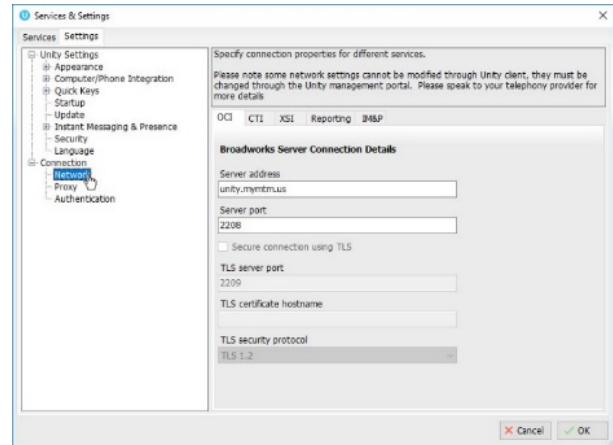 Services & Settings
Services Settings
Unity Settings
Appearance
Computer/Phone Integration
Quick Keys
Startup
Update
Instant Messaging & Presence
Security
Language
Connection
Network
Proxy
Authentication
Specify connection properties for different services.
Please note some network settings cannot be modified through Unity client, they must be
changed through the Unity management portal. Please speak to your telephony provider for
more details
OCI CTI XSI Reporting IM&P
Broadworks Server Connection Details
Server address
unity.mymtm.us
Server port
2208
Secure connection using TLS
TLS server port
2209
TLS certificate hostname
TLS security protocol
TLS 1.2
Cancel OK